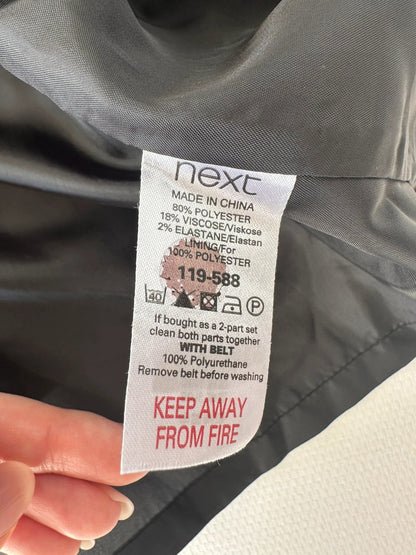 next
MADE IN CHINA
80% POLYESTER
18% VISCOSE/Viskose
2% ELASTANE/Elastan
LINING/For
100% POLYESTER
119-588
40 P
If bought as a 2-part set
clean both parts together
WITH BELT
100% Polyurethane
Remove belt before washing
KEEP AWAY
FROM FIRE